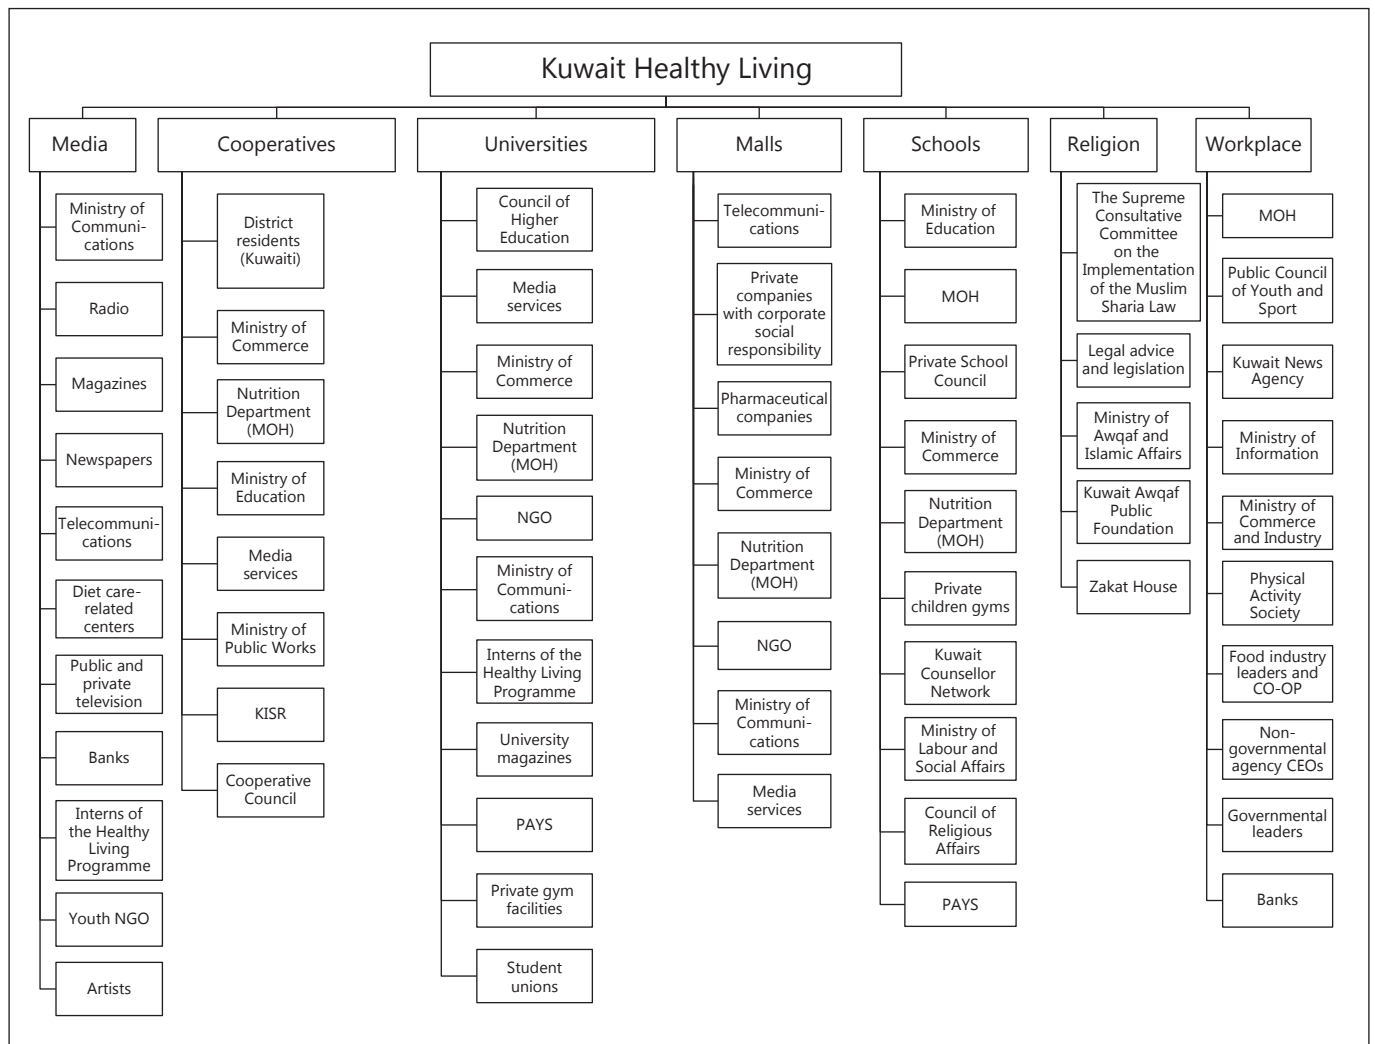 Kuwait Healthy Living
Media
Ministry of
Communi-
cations
Radio
Magazines
Newspapers
Telecommuni-
cations
Diet care-
related
centers
Public and
private
television
Banks
Interns of
the Healthy
Living
Programme
Youth NGO
Artists
Cooperatives
District
residents
(Kuwaiti)
Ministry of
Commerce
Nutrition
Department
(MOH)
Ministry of
Education
Media
services
Ministry of
Public Works
KISR
Cooperative
Council
Universities
Council of
Higher
Education
Media
services
Ministry of
Commerce
Nutrition
Department
(MOH)
NGO
Ministry of
Communi-
cations
Interns of the
Healthy Living
Programme
University
magazines
PAYS
Private gym
facilities
Student
unions
Malls
Telecommuni-
cations
Private
companies
with corporate
social
responsibility
Pharmaceutical
companies
Ministry of
Commerce
Nutrition
Department
(MOH)
NGO
Ministry of
Communi-
cations
Media
services
Schools
Ministry of
Education
MOH
Private School
Council
Ministry of
Commerce
Nutrition
Department
(MOH)
Private
children gyms
Kuwait
Counsellor
Network
Ministry of
Labour and
Social Affairs
Council of
Religious
Affairs
PAYS
Religion
The Supreme
Consultative
Committee
on the
Implementation
of the Muslim
Sharia Law
Legal advice
and legislation
Ministry of
Awqaf and
Islamic Affairs
Kuwait Awqaf
Public
Foundation
Zakat House
Workplace
MOH
Public Council
of Youth and
Sport
Kuwait News
Agency
Ministry of
Information
Ministry of
Commerce
and Industry
Physical
Activity
Society
Food industry
leaders and
CO-OP
Non-
governmental
agency CEOs
Governmental
leaders
Banks